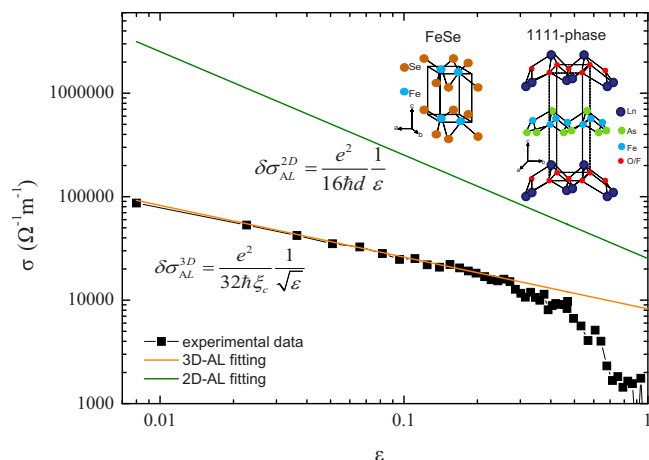 FeSe
1111-phase
Se
Fe
c
a
b
Ln
As
Fe
O/F
c
a
b
δσ_AL^2D = e²/16ħd 1/ε
δσ_AL^3D = e²/32ħξ_c 1/√ε
experimental data
3D-AL fitting
2D-AL fitting
σ (Ω⁻¹m⁻¹)
1000000
100000
10000
1000
0.01
0.1
1
ε